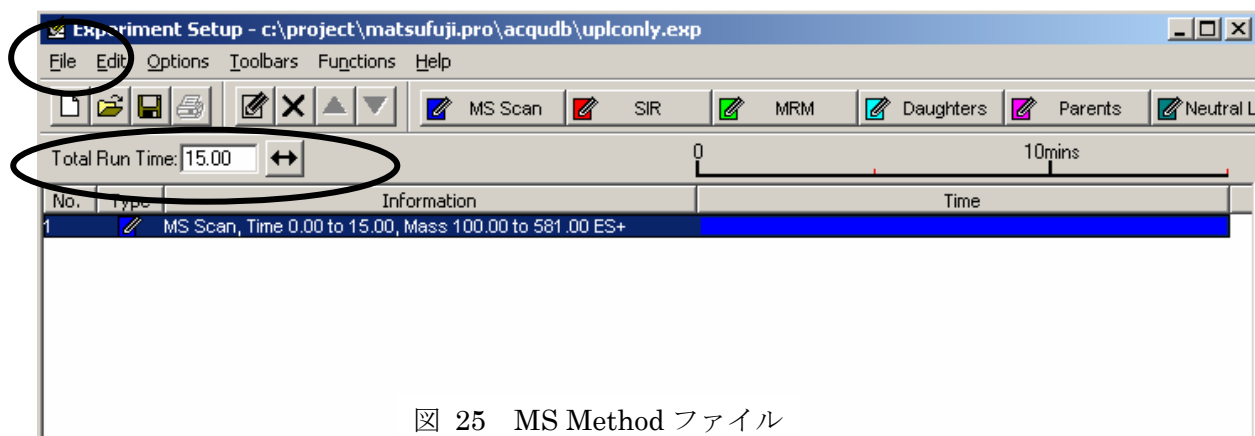 Experiment Setup - c:\project\matsufuji.pro\acqudb\uplconly.exp
File Edit Options Toolbars Functions Help
MS Scan SIR MRM Daughters Parents Neutral L
Total Run Time: 15.00 0 10mins
No. Type Information Time
1 MS Scan, Time 0.00 to 15.00, Mass 100.00 to 581.00 ES+
図 25 MS Method ファイル